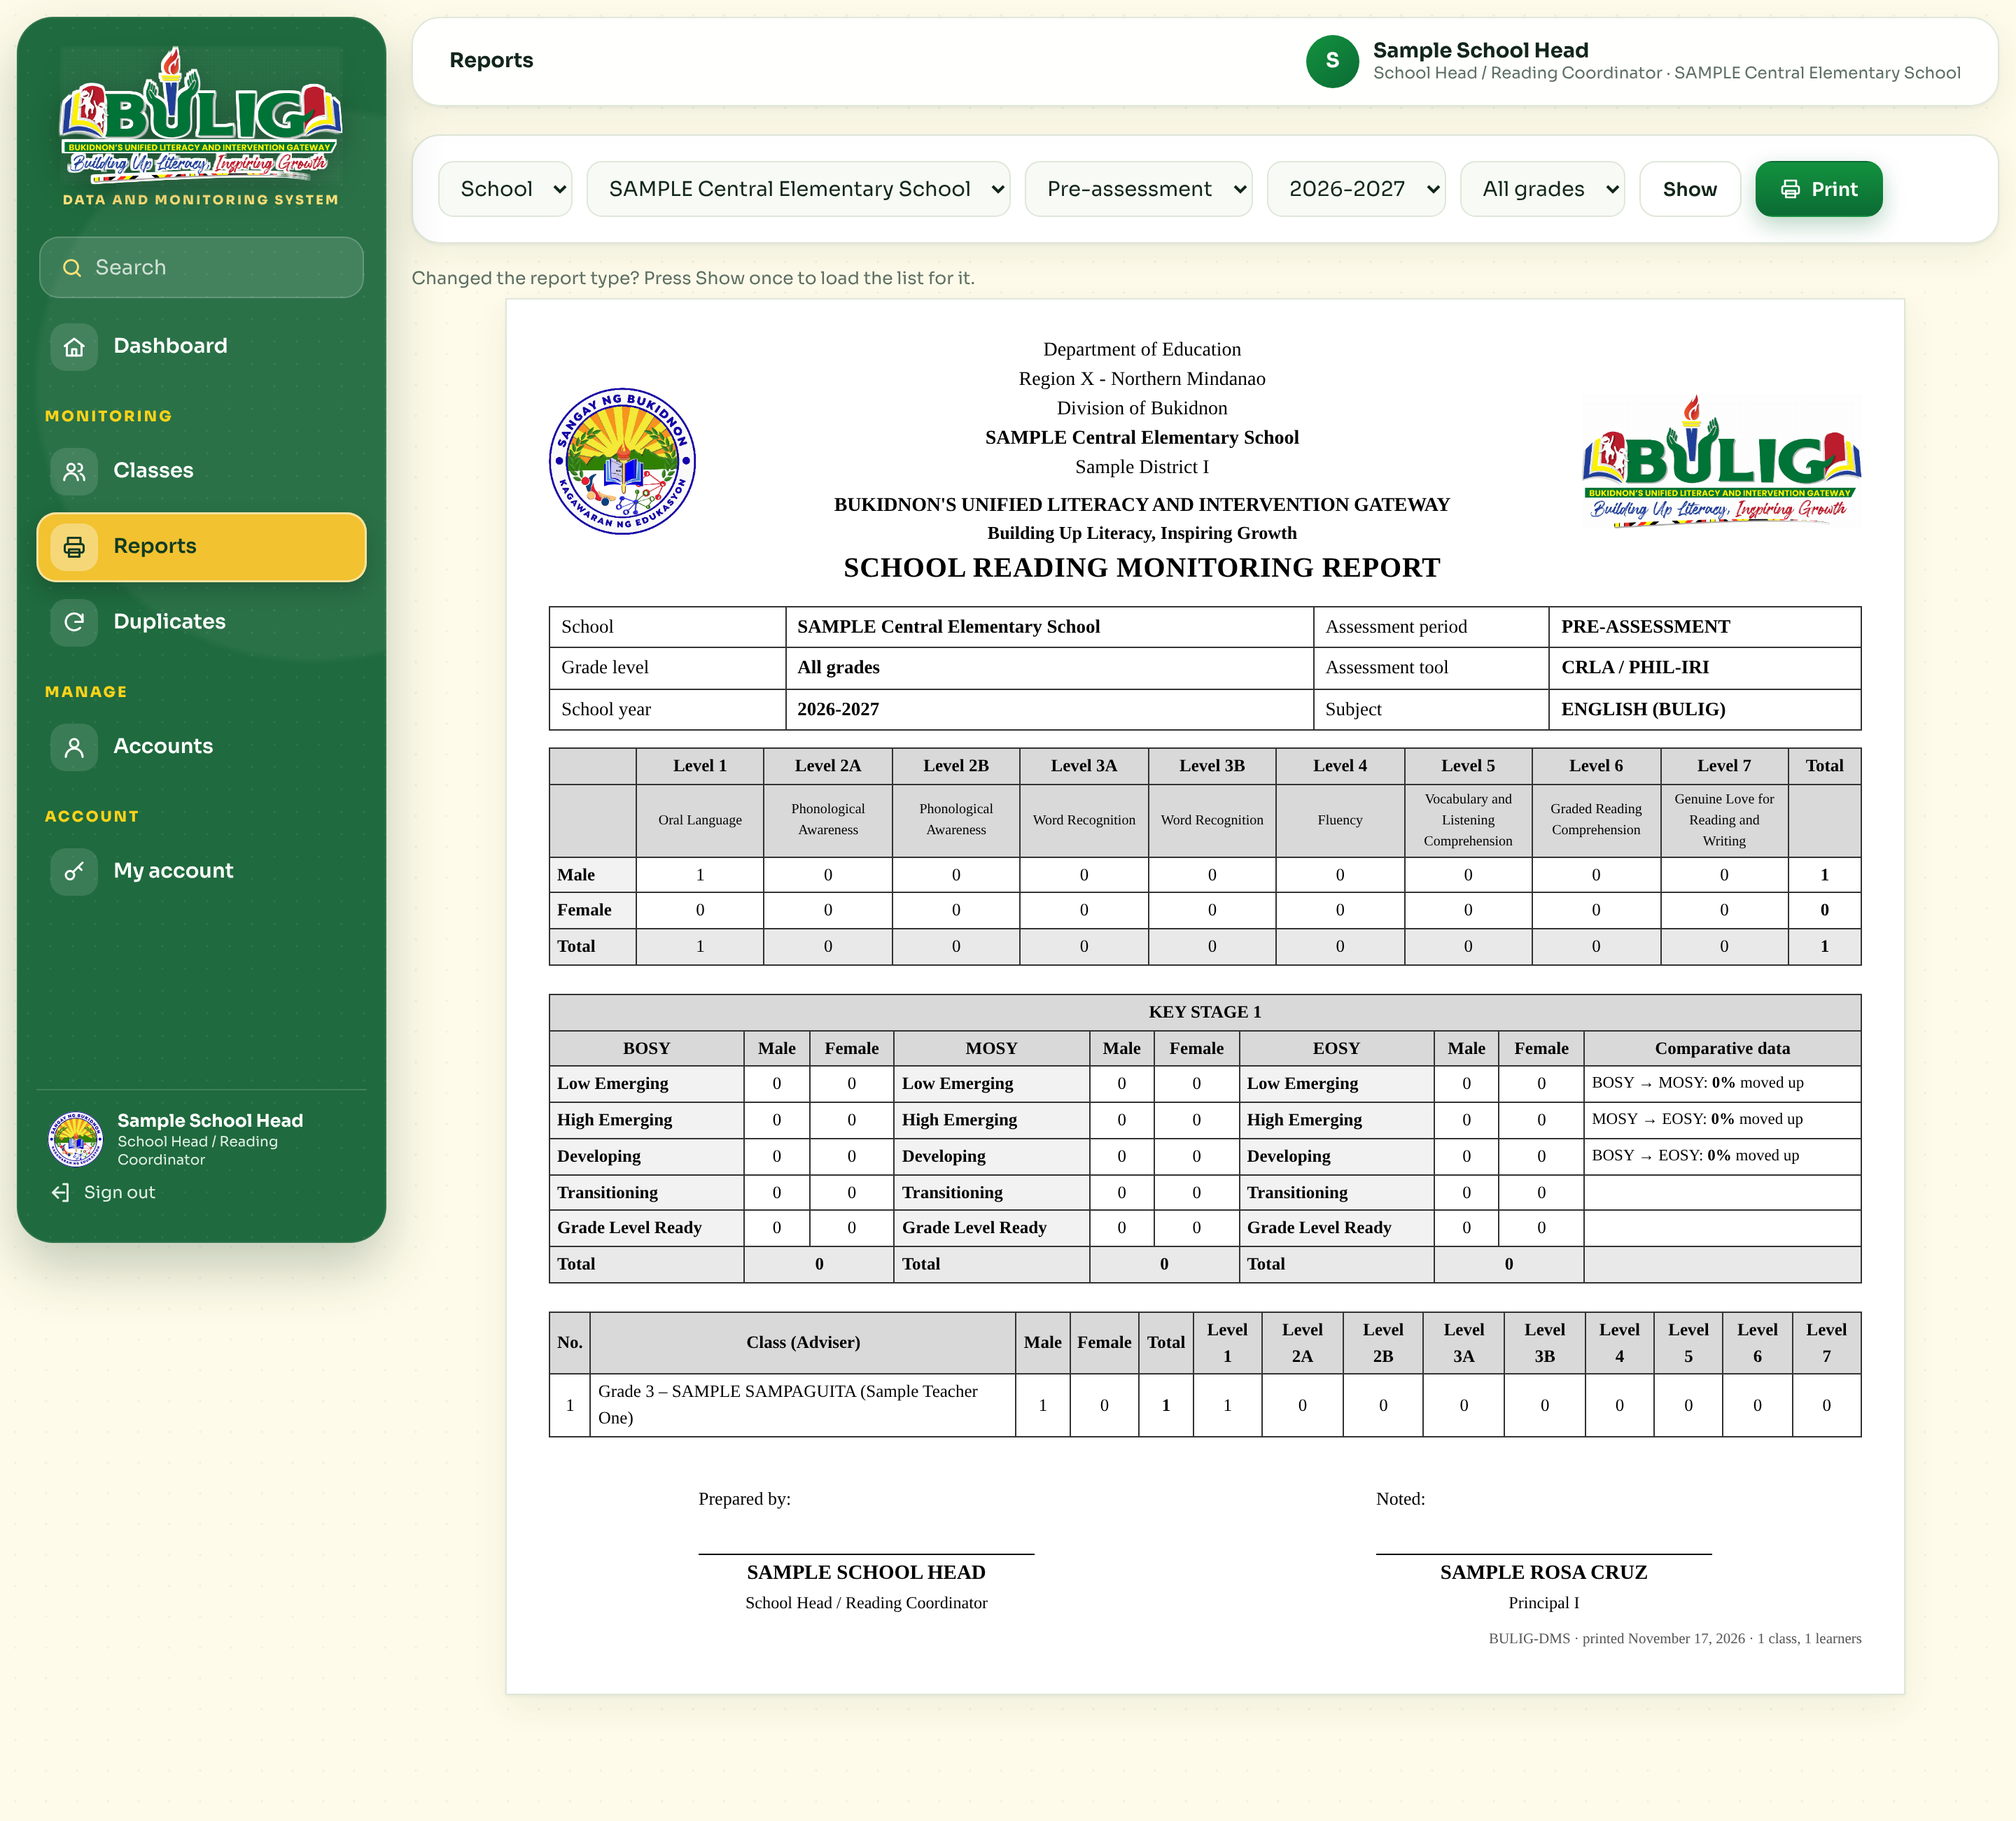 BULIG
BUKIDNON'S UNIFIED LITERACY AND INTERVENTION GATEWAY
Building Up Literacy, Inspiring Growth
DATA AND MONITORING SYSTEM
Search
Dashboard
MONITORING
Classes
Reports
Duplicates
MANAGE
Accounts
ACCOUNT
My account
Sample School Head
School Head / Reading
Coordinator
Sign out
Reports
S
Sample School Head
School Head / Reading Coordinator · SAMPLE Central Elementary School
School SAMPLE Central Elementary School Pre-assessment 2026-2027 All grades Show Print
Changed the report type? Press Show once to load the list for it.
SANGAY NG BUKIDNON
KAGAWARAN NG EDUKASYON
Department of Education
Region X - Northern Mindanao
Division of Bukidnon
SAMPLE Central Elementary School
Sample District I
BUKIDNON'S UNIFIED LITERACY AND INTERVENTION GATEWAY
Building Up Literacy, Inspiring Growth
SCHOOL READING MONITORING REPORT
BULIG
BUKIDNON'S UNIFIED LITERACY AND INTERVENTION GATEWAY
Building Up Literacy, Inspiring Growth
School SAMPLE Central Elementary School Assessment period PRE-ASSESSMENT
Grade level All grades Assessment tool CRLA / PHIL-IRI
School year 2026-2027 Subject ENGLISH (BULIG)
Level 1 Level 2A Level 2B Level 3A Level 3B Level 4 Level 5 Level 6 Level 7 Total
Oral Language Phonological Awareness Phonological Awareness Word Recognition Word Recognition Fluency Vocabulary and Listening Comprehension Graded Reading Comprehension Genuine Love for Reading and Writing
Male 1 0 0 0 0 0 0 0 0 1
Female 0 0 0 0 0 0 0 0 0 0
Total 1 0 0 0 0 0 0 0 0 1
KEY STAGE 1
BOSY Male Female MOSY Male Female EOSY Male Female Comparative data
Low Emerging 0 0 Low Emerging 0 0 Low Emerging 0 0 BOSY → MOSY: 0% moved up
High Emerging 0 0 High Emerging 0 0 High Emerging 0 0 MOSY → EOSY: 0% moved up
Developing 0 0 Developing 0 0 Developing 0 0 BOSY → EOSY: 0% moved up
Transitioning 0 0 Transitioning 0 0 Transitioning 0 0
Grade Level Ready 0 0 Grade Level Ready 0 0 Grade Level Ready 0 0
Total 0 Total 0 Total 0
No. Class (Adviser) Male Female Total Level 1 Level 2A Level 2B Level 3A Level 3B Level 4 Level 5 Level 6 Level 7
1 Grade 3 – SAMPLE SAMPAGUITA (Sample Teacher One) 1 0 1 1 0 0 0 0 0 0 0 0
Prepared by: Noted:
SAMPLE SCHOOL HEAD SAMPLE ROSA CRUZ
School Head / Reading Coordinator Principal I
BULIG-DMS · printed November 17, 2026 · 1 class, 1 learners